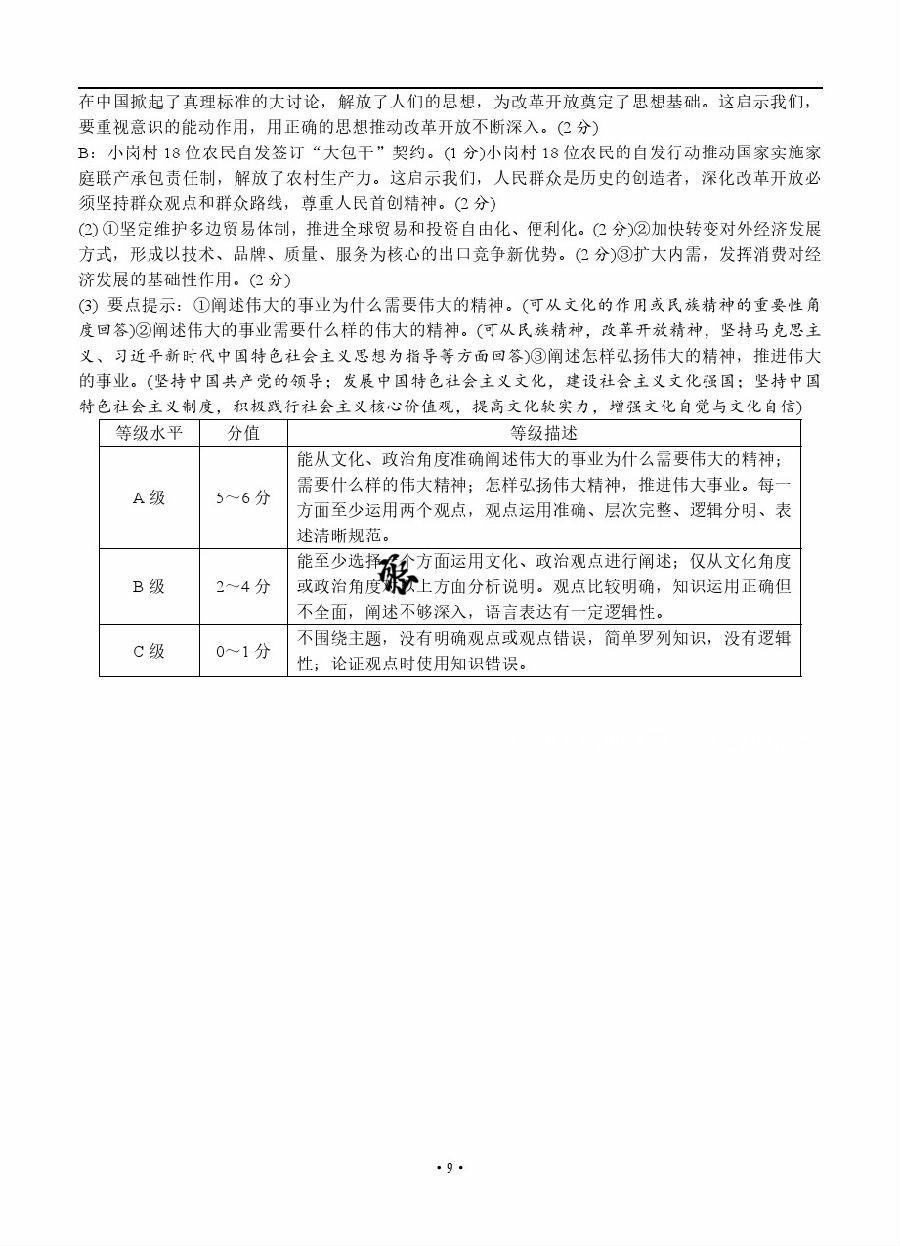 在中国掀起了真理标准的大讨论，解放了人们的思想，为改革开放奠定了思想基础。这启示我们，
要重视意识的能动作用，用正确的思想推动改革开放不断深入。(2 分)
B：小岗村 18 位农民自发签订“大包干”契约。(1 分)小岗村 18 位农民的自发行动推动国家实施家
庭联产承包责任制，解放了农村生产力。这启示我们，人民群众是历史的创造者，深化改革开放必
须坚持群众观点和群众路线，尊重人民首创精神。(2 分)
(2) ①坚定维护多边贸易体制，推进全球贸易和投资自由化、便利化。(2 分)②加快转变对外经济发展
方式，形成以技术、品牌、质量、服务为核心的出口竞争新优势。(2 分)③扩大内需，发挥消费对经
济发展的基础性作用。(2 分)
(3) 要点提示：①阐述伟大的事业为什么需要伟大的精神。(可从文化的作用或民族精神的重要性角
度回答)②阐述伟大的事业需要什么样的伟大的精神。(可从民族精神，改革开放精神，坚持马克思主
义、习近平新时代中国特色社会主义思想为指导等方面回答)③阐述怎样弘扬伟大的精神，推进伟大
的事业。(坚持中国共产党的领导；发展中国特色社会主义文化，建设社会主义文化强国；坚持中国
特色社会主义制度，积极践行社会主义核心价值观，提高文化软实力，增强文化自觉与文化自信)
等级水平 分值 等级描述
能从文化、政治角度准确阐述伟大的事业为什么需要伟大的精神；
需要什么样的伟大精神；怎样弘扬伟大精神，推进伟大事业。每一
A 级 5～6 分
方面至少运用两个观点，观点运用准确、层次完整、逻辑分明、表
述清晰规范。
能至少选择 个方面运用文化、政治观点进行阐述；仅从文化角度
B 级 2～4 分 或政治角度 以上方面分析说明。观点比较明确，知识运用正确但
不全面，阐述不够深入，语言表达有一定逻辑性。
C 级 0～1 分 不围绕主题，没有明确观点或观点错误，简单罗列知识，没有逻辑
性；论证观点时使用知识错误。
·9·